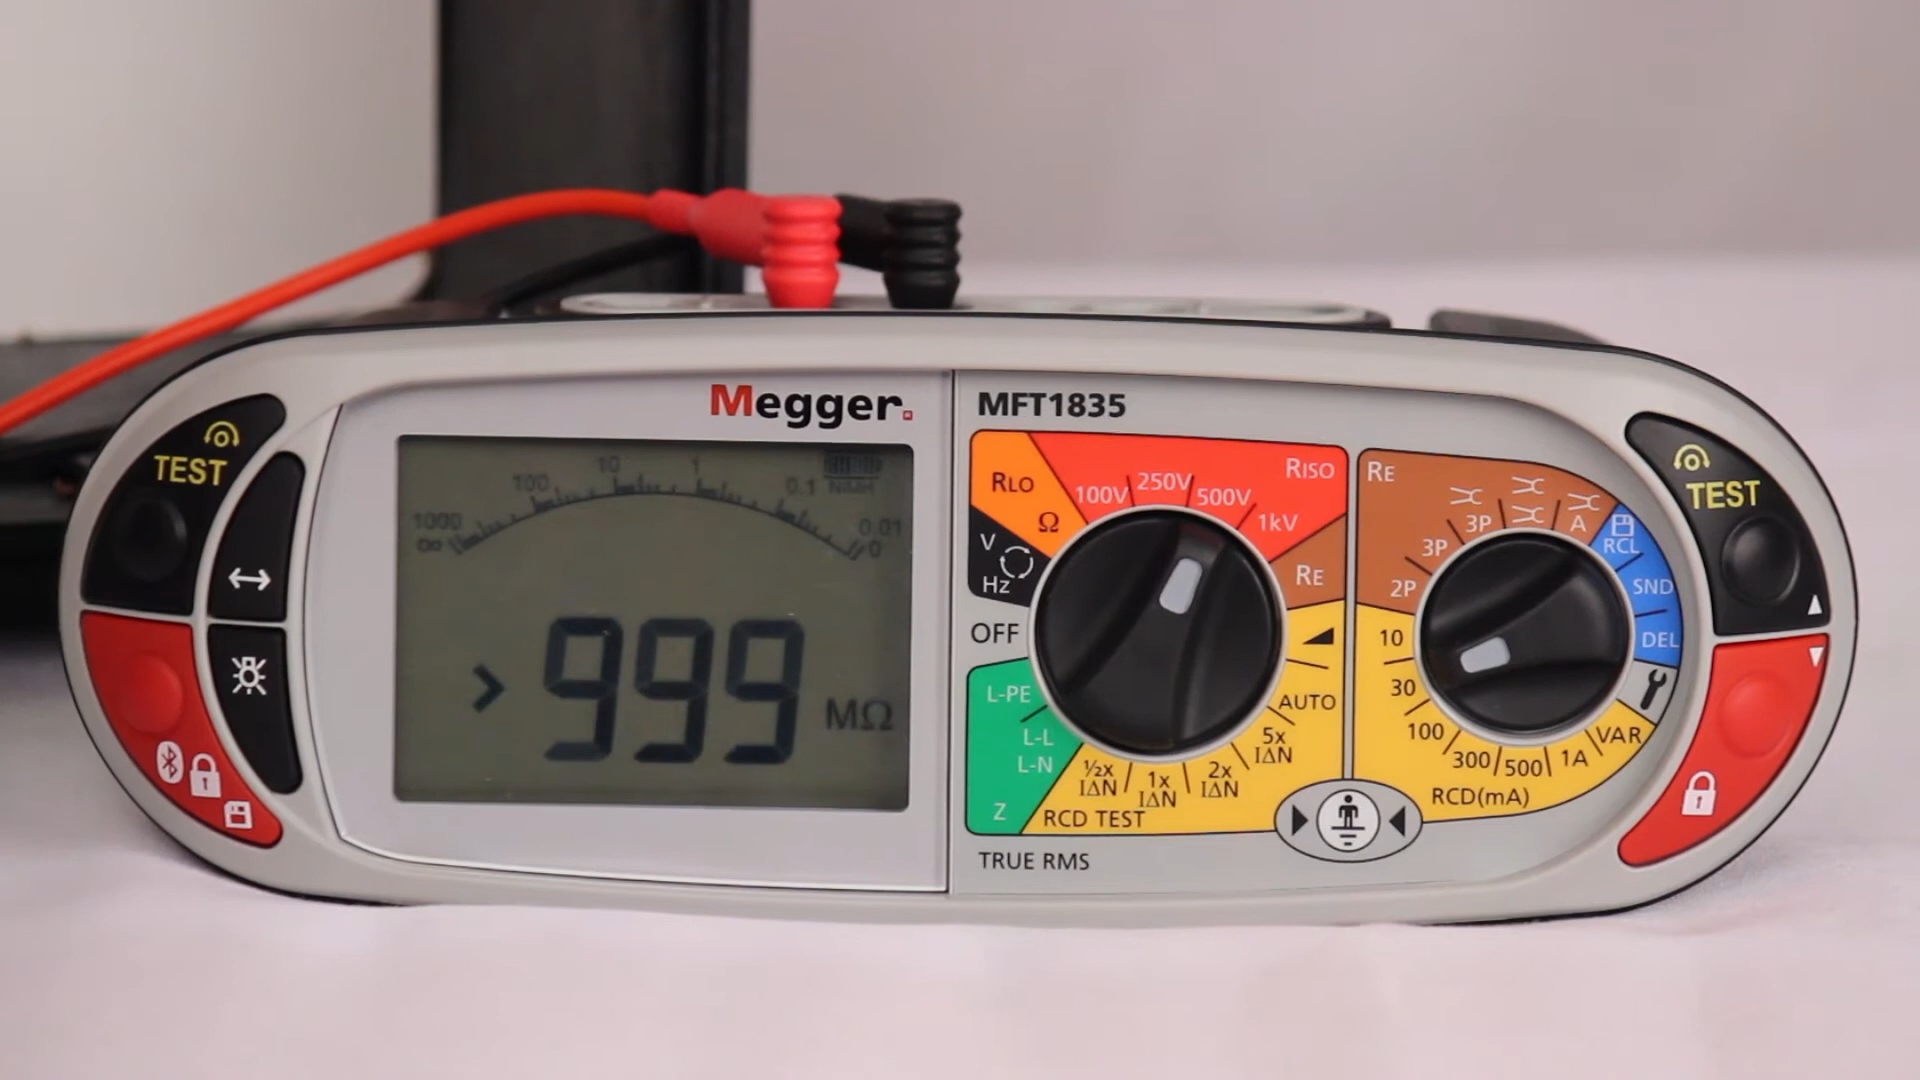 Megger.
MFT1835
TEST
1000 100 10 1 0.1 0.01
∞ 0
NiMH
> 999 MΩ
RLO
Ω
100V 250V 500V 1kV
RISO
V
Hz
RE
OFF
L-PE
L-L
L-N
Z
AUTO
½x IΔN
1x IΔN
2x IΔN
5x IΔN
RCD TEST
TRUE RMS
RE
2P
3P
3P
A
RCL
SND
DEL
10
30
100
300
500
1A
VAR
RCD(mA)
TEST